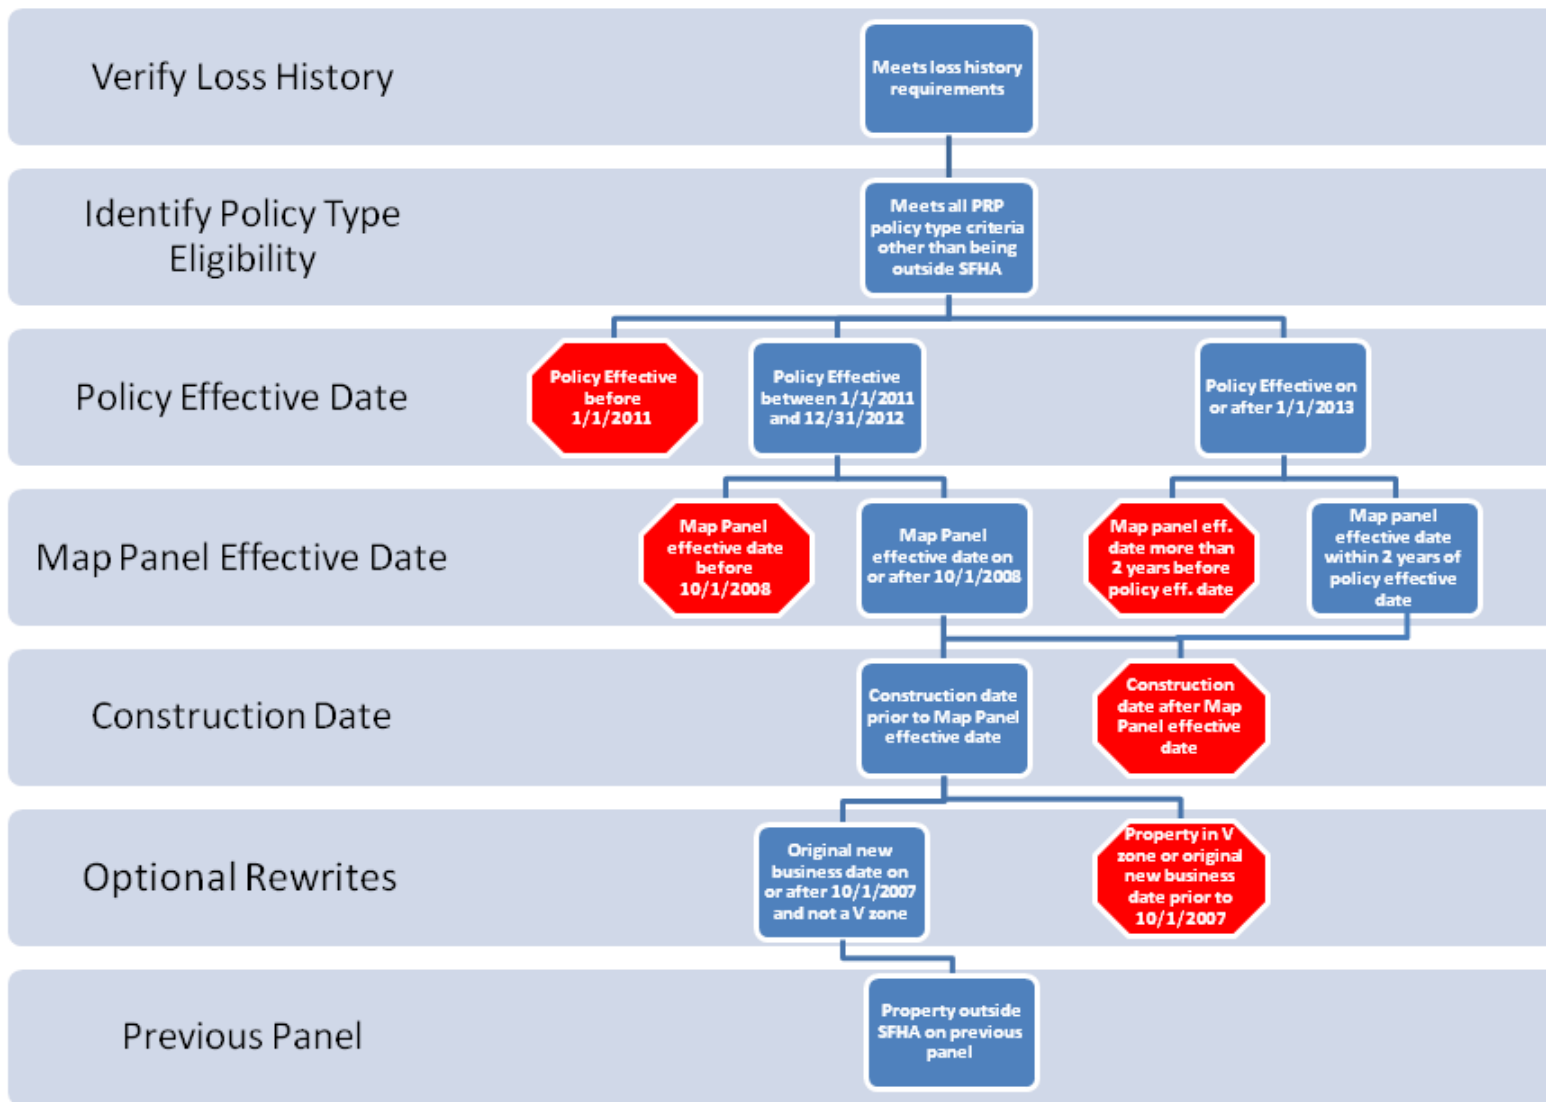 Verify Loss History
Meets loss history
requirements
Identify Policy Type
Eligibility
Meets all PRP
policy type criteria
other than being
outside SFHA
Policy Effective Date
Policy Effective
before
1/1/2011
Policy Effective
between 1/1/2011
and 12/31/2012
Policy Effective on
or after 1/1/2013
Map Panel Effective Date
Map Panel
effective date
before
10/1/2008
Map Panel
effective date on
or after 10/1/2008
Map panel eff.
date more than
2 years before
policy eff. date
Map panel
effective date
within 2 years of
policy effective
date
Construction Date
Construction date
prior to Map Panel
effective date
Construction
date after Map
Panel effective
date
Optional Rewrites
Original new
business date on
or after 10/1/2007
and not a V zone
Property in V
zone or original
new business
date prior to
10/1/2007
Previous Panel
Property outside
SFHA on previous
panel